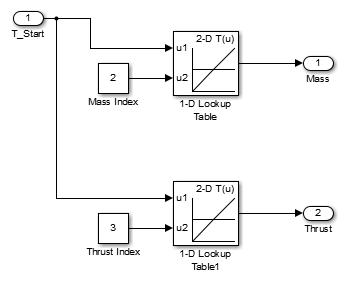 1
T_Start
2
Mass Index
2-D T(u)
u1
u2
1-D Lookup
Table
1
Mass
3
Thrust Index
2-D T(u)
u1
u2
1-D Lookup
Table1
2
Thrust